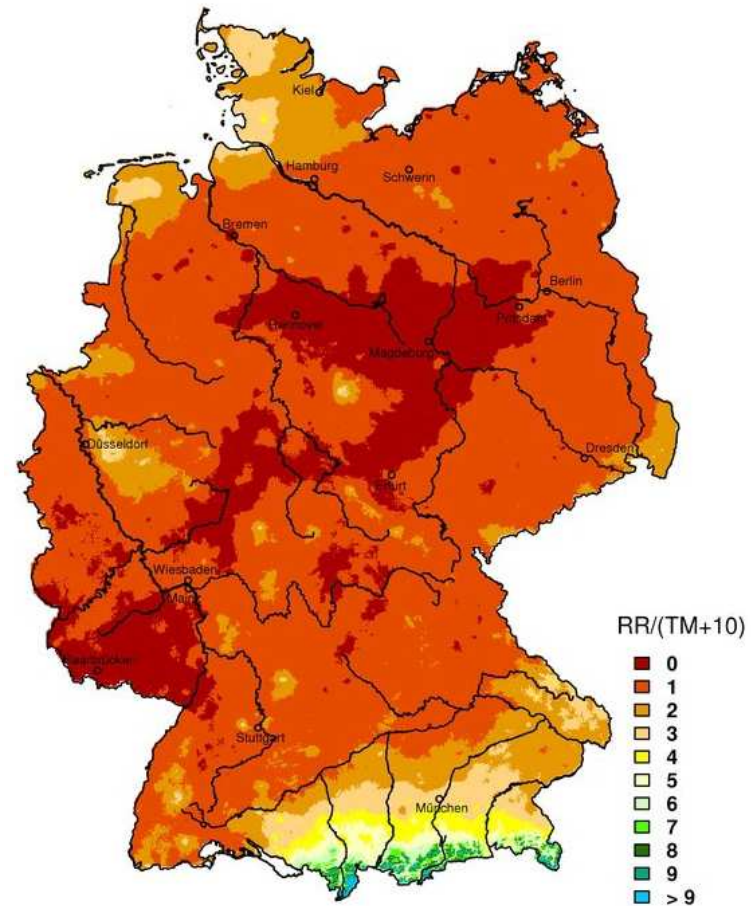 Kiel
Hamburg
Schwerin
Bremen
Berlin
Hannover
Potsdam
Magdeburg
Düsseldorf
Dresden
Erfurt
Wiesbaden
Mainz
Saarbrücken
Stuttgart
München
RR/(TM+10)
0
1
2
3
4
5
6
7
8
9
> 9